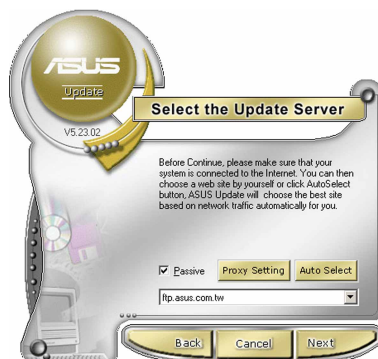 ASUS
Update
V5.23.02
Select the Update Server
Before Continue, please make sure that your
system is connected to the Internet. You can then
choose a web site by yourself or click AutoSelect
button, ASUS Update will choose the best site
based on network traffic automatically for you.
Passive
Proxy Setting
Auto Select
ftp.asus.com.tw
Back
Cancel
Next